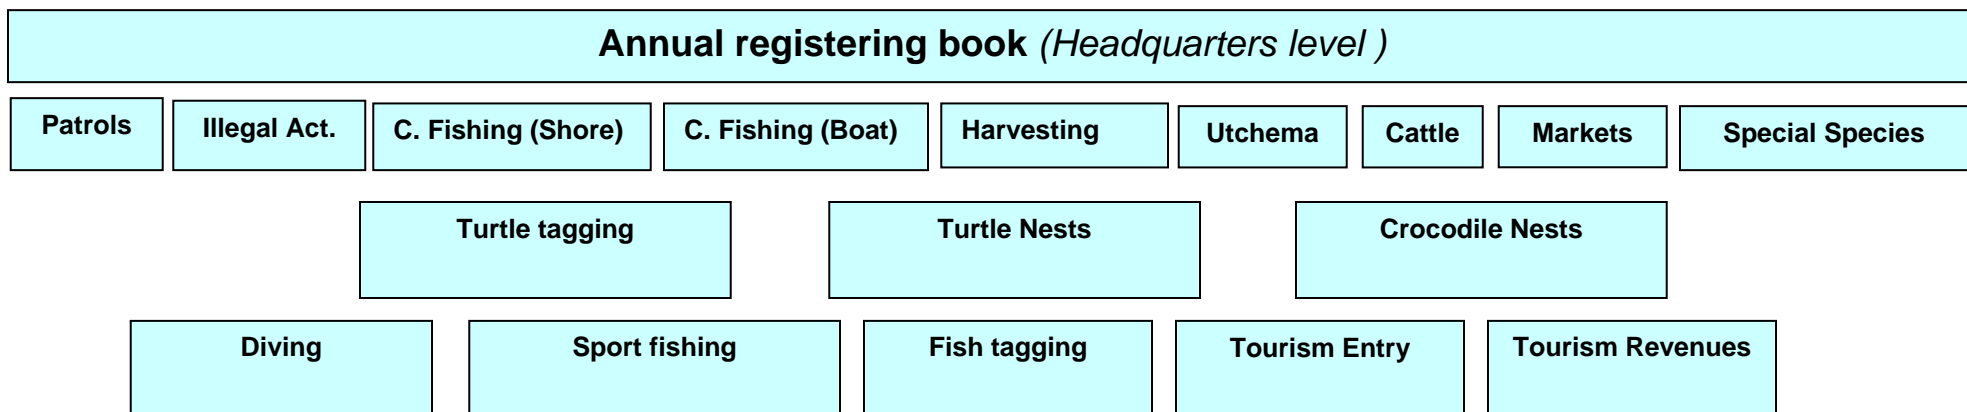 Annual registering book (Headquarters level )
Patrols
Illegal Act.
C. Fishing (Shore)
C. Fishing (Boat)
Harvesting
Utchema
Cattle
Markets
Special Species
Turtle tagging
Turtle Nests
Crocodile Nests
Diving
Sport fishing
Fish tagging
Tourism Entry
Tourism Revenues